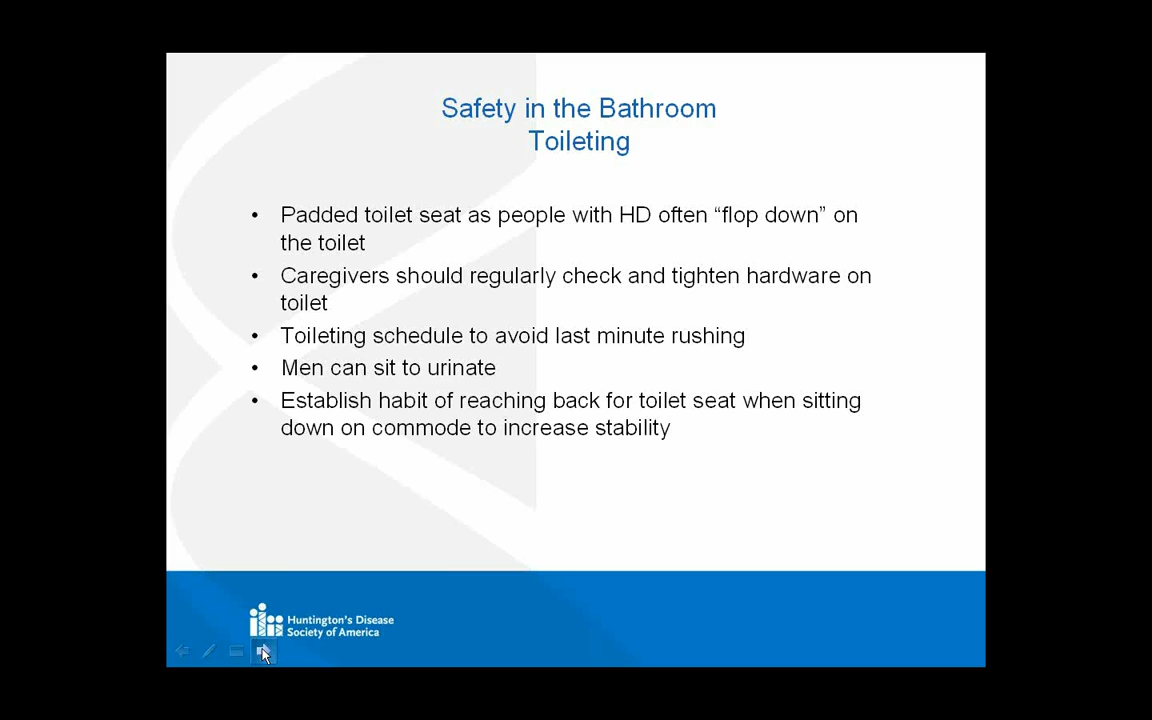 Safety in the Bathroom
Toileting
• Padded toilet seat as people with HD often “flop down” on
the toilet
• Caregivers should regularly check and tighten hardware on
toilet
• Toileting schedule to avoid last minute rushing
• Men can sit to urinate
• Establish habit of reaching back for toilet seat when sitting
down on commode to increase stability
Huntington's Disease
Society of America